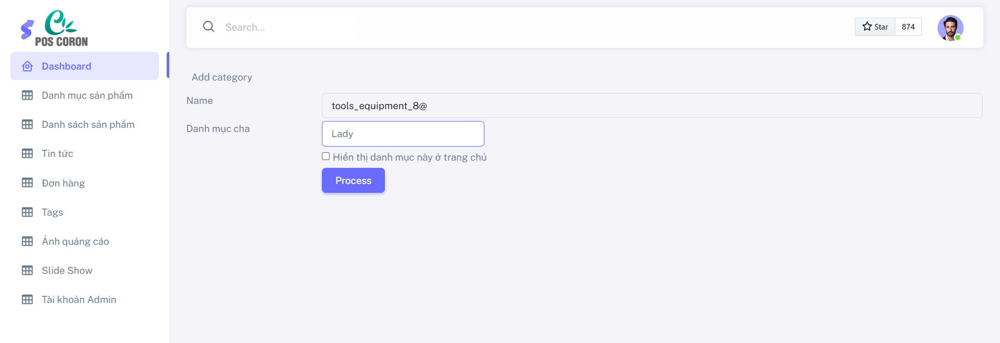 POS CORON
Dashboard
Danh mục sản phẩm
Danh sách sản phẩm
Tin tức
Đơn hàng
Tags
Ảnh quảng cáo
Slide Show
Tài khoản Admin
Search...
Star 874
Add category
Name
tools_equipment_8@
Danh mục cha
Lady
Hiển thị danh mục này ở trang chủ
Process